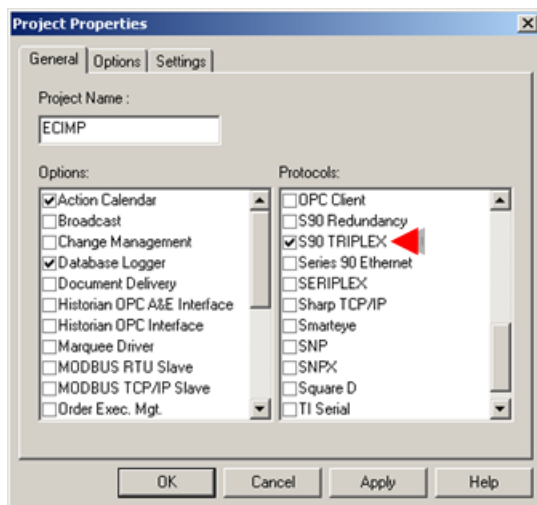 Project Properties
General
Options
Settings
Project Name :
ECIMP
Options:
Action Calendar
Broadcast
Change Management
Database Logger
Document Delivery
Historian OPC A&E Interface
Historian OPC Interface
Marquee Driver
MODBUS RTU Slave
MODBUS TCP/IP Slave
Order Exec. Mgt.
Protocols:
OPC Client
S90 Redundancy
S90 TRIPLEX
Series 90 Ethernet
SERIPLEX
Sharp TCP/IP
Smarteye
SNP
SNPX
Square D
TI Serial
OK
Cancel
Apply
Help